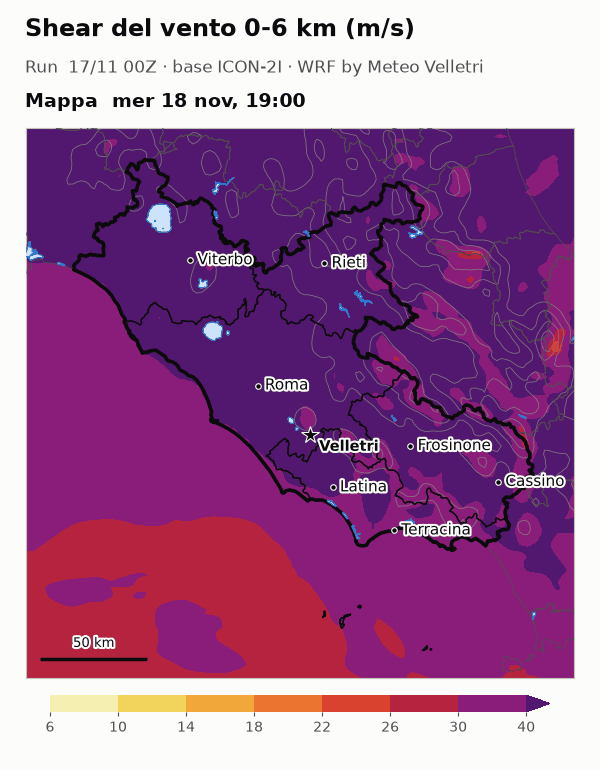 Shear del vento 0-6 km (m/s)
Run  17/11 00Z · base ICON-2I · WRF by Meteo Velletri
Mappa  mer 18 nov, 19:00
Viterbo
Rieti
Roma
Velletri
Frosinone
Latina
Cassino
Terracina
50 km
6 10 14 18 22 26 30 40